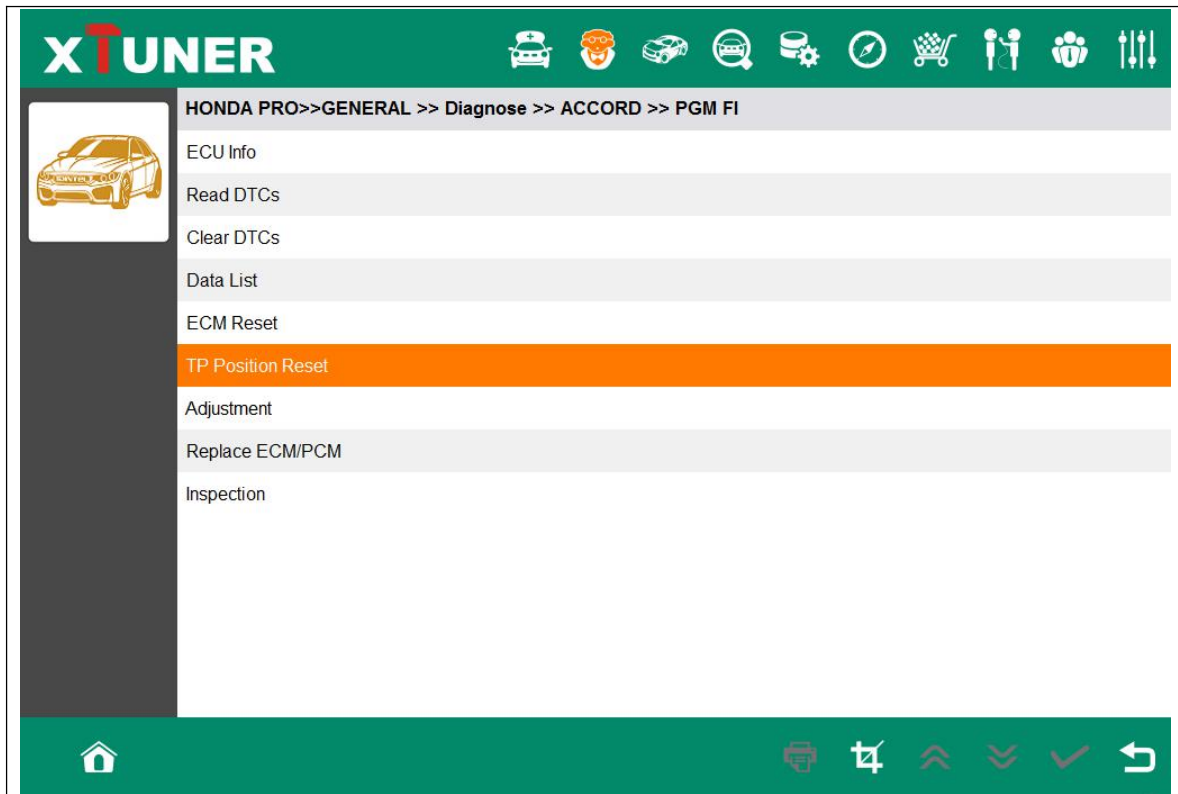 XTUNER
HONDA PRO>>GENERAL >> Diagnose >> ACCORD >> PGM FI
ECU Info
Read DTCs
Clear DTCs
Data List
ECM Reset
TP Position Reset
Adjustment
Replace ECM/PCM
Inspection